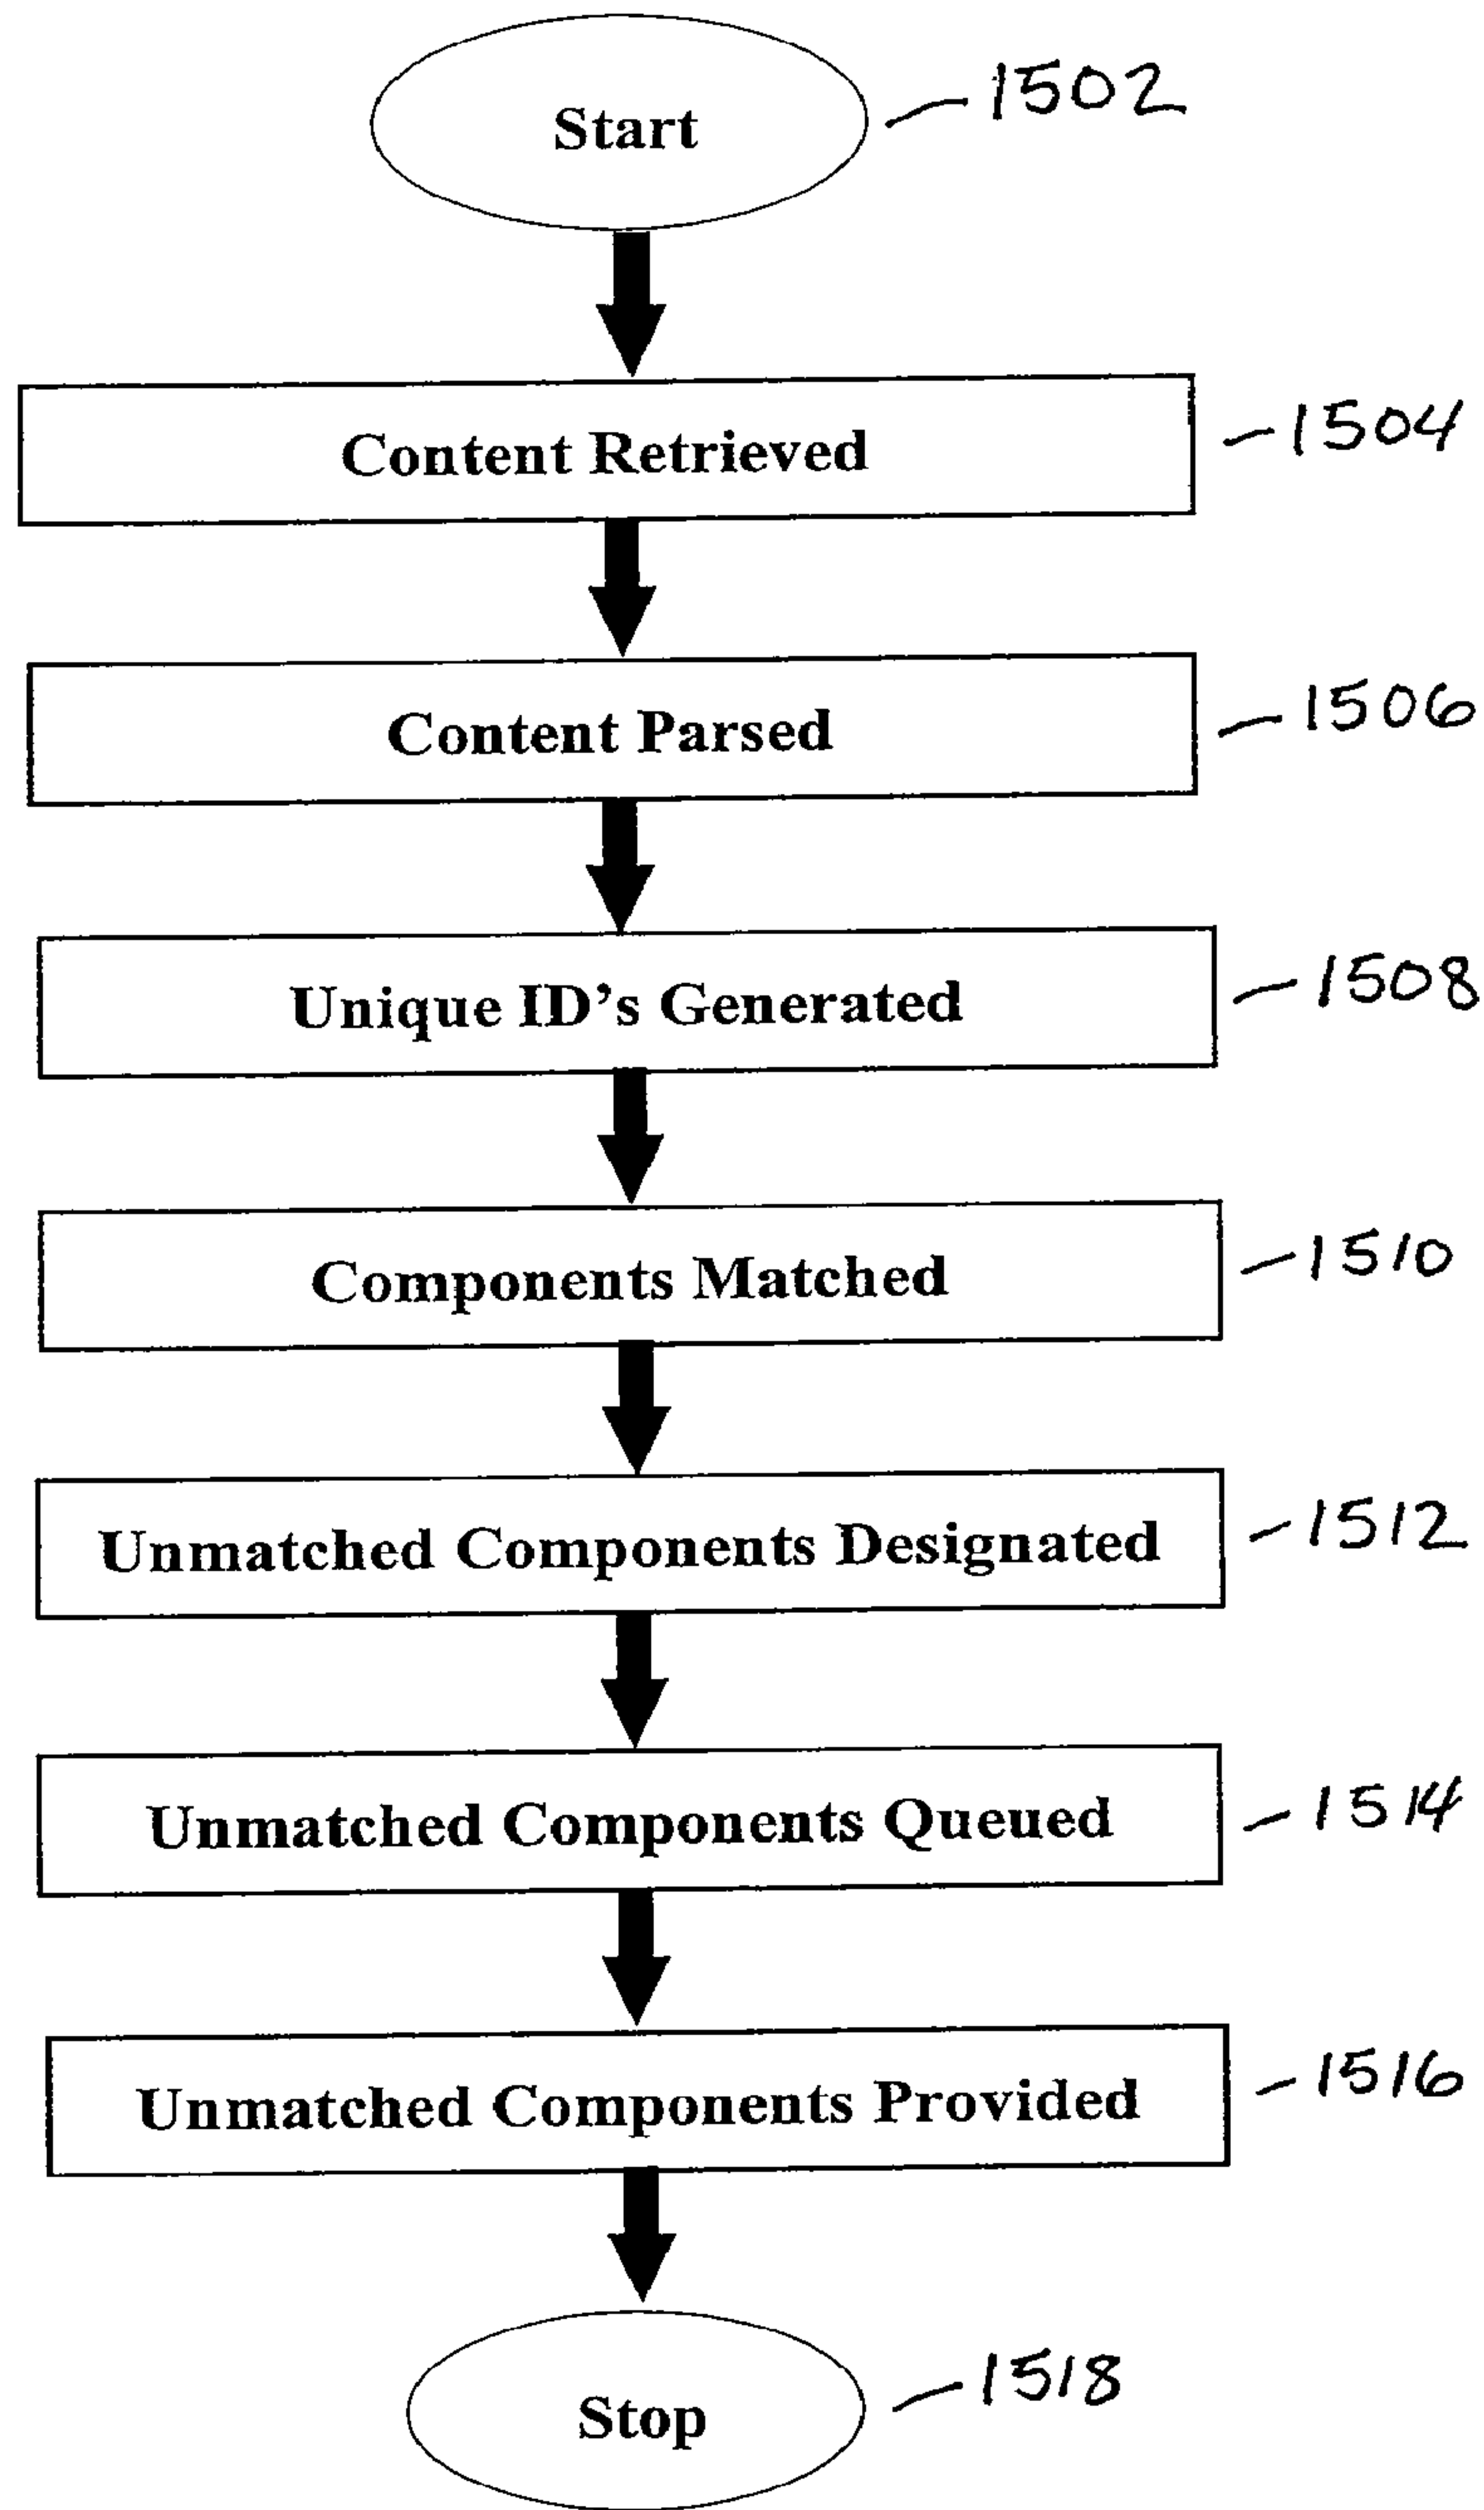 Start 1502
Content Retrieved 1504
Content Parsed 1506
Unique ID's Generated 1508
Components Matched 1510
Unmatched Components Designated 1512
Unmatched Components Queued 1514
Unmatched Components Provided 1516
Stop 1518